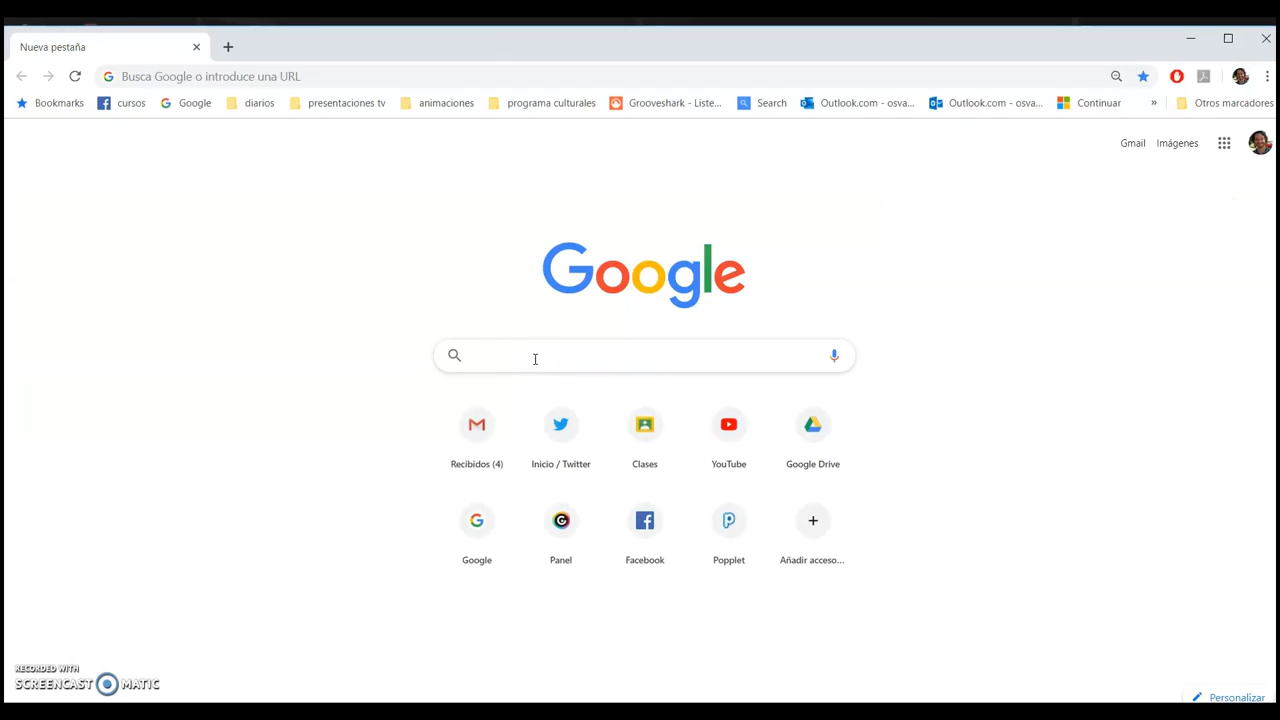 Nueva pestaña
Busca Google o introduce una URL
Bookmarks cursos Google diarios presentaciones tv animaciones programa culturales Grooveshark - Liste... Search Outlook.com - osva... Outlook.com - osva... Continuar » Otros marcadores
Gmail Imágenes
Google
Recibidos (4) Inicio / Twitter Clases YouTube Google Drive
Google Panel Facebook Popplet Añadir acceso...
RECORDED WITH
SCREENCAST MATIC
Personalizar